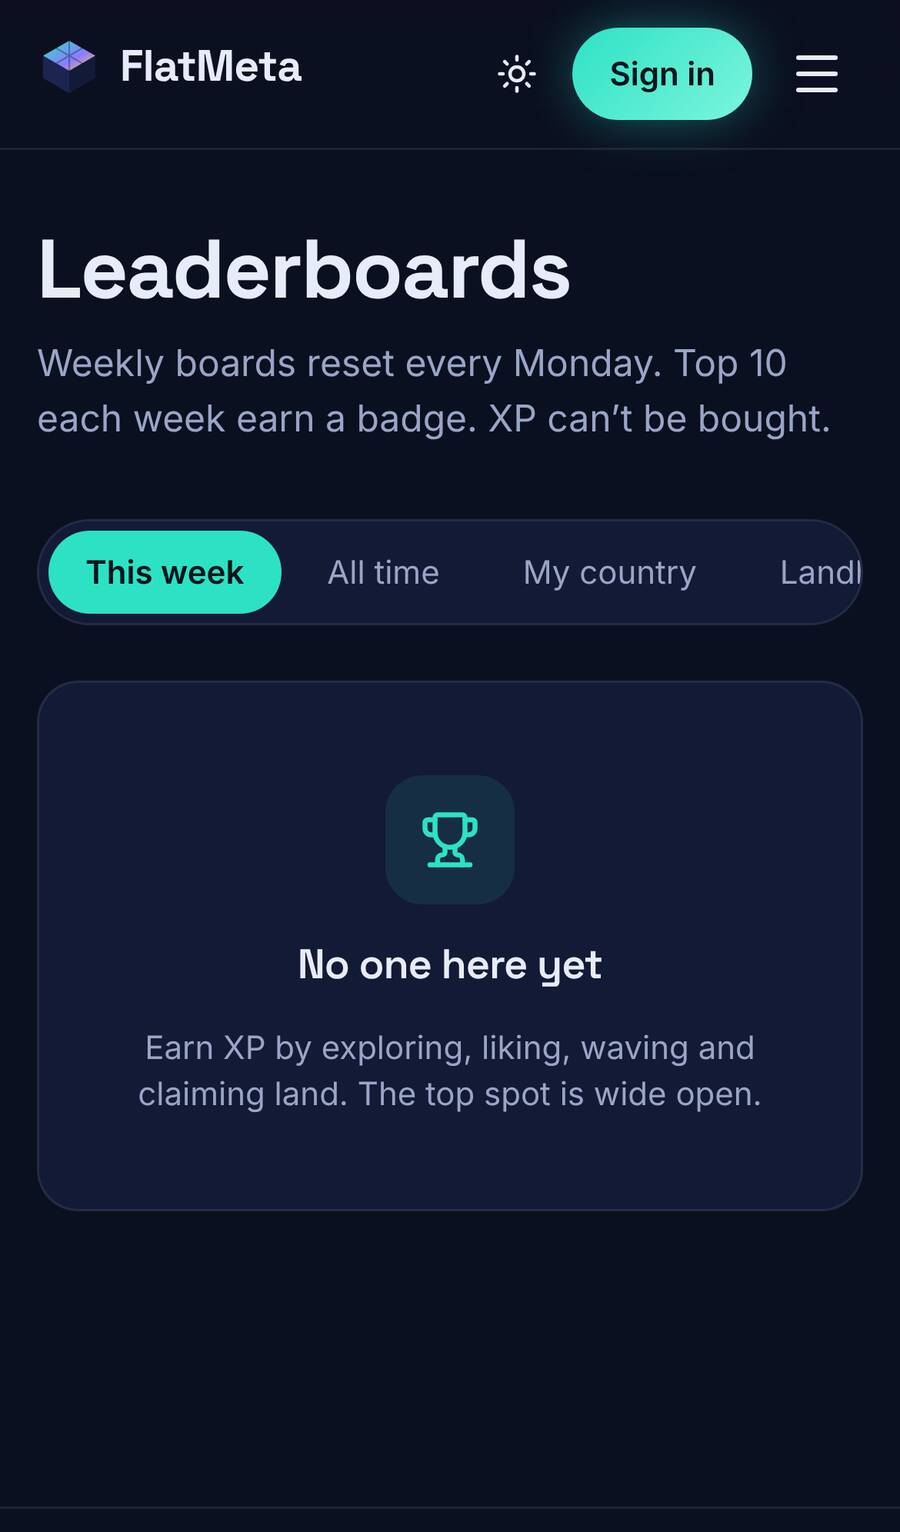 FlatMeta
Sign in
Leaderboards
Weekly boards reset every Monday. Top 10
each week earn a badge. XP can’t be bought.
This week
All time
My country
No one here yet
Earn XP by exploring, liking, waving and
claiming land. The top spot is wide open.